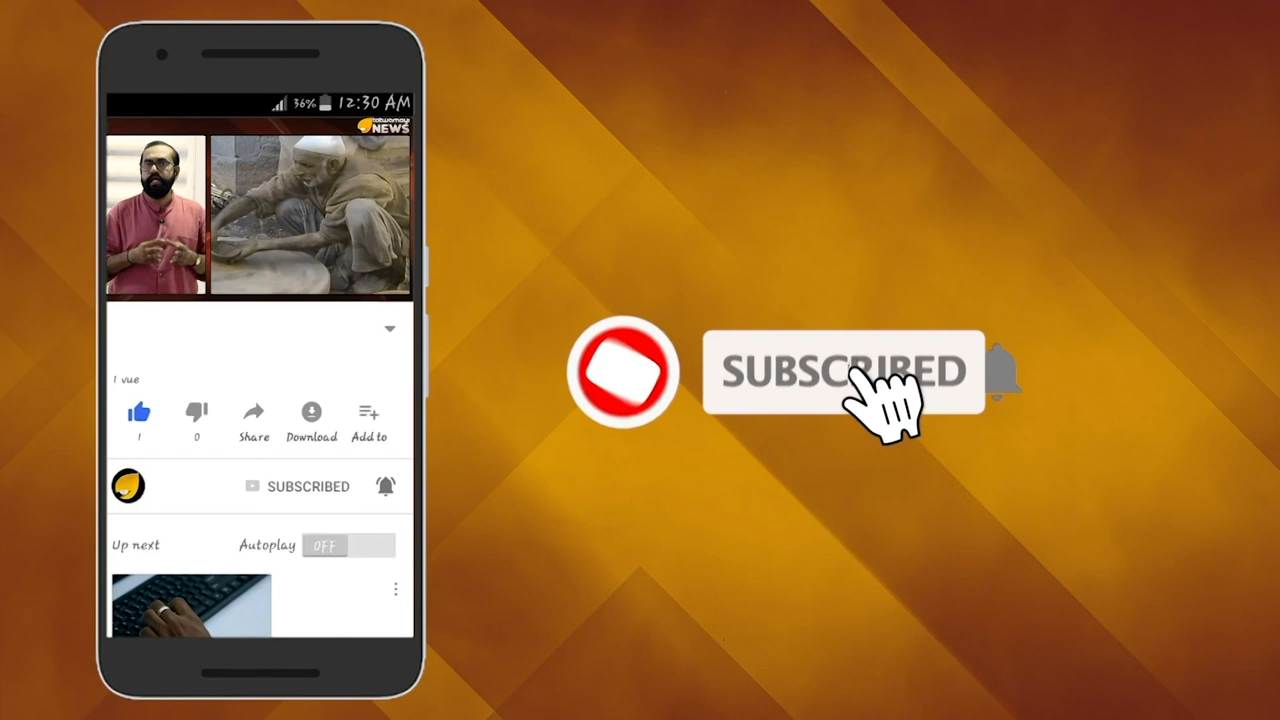 36% 12:30 AM
tatwamayi
NEWS
1 vue
1 0 Share Download Add to
SUBSCRIBED
Up next Autoplay OFF
SUBSCRIBED